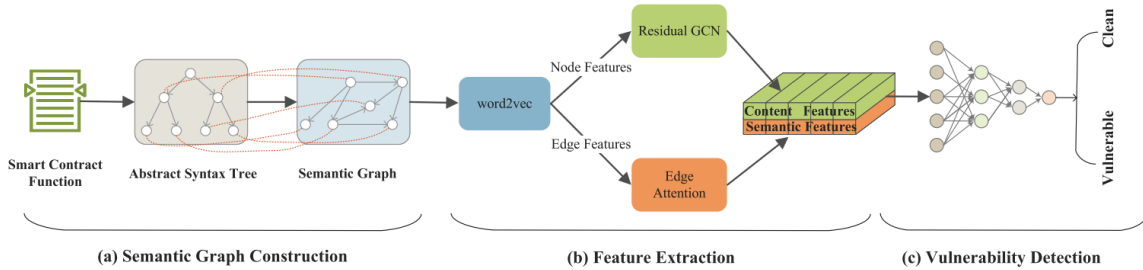 Smart Contract
Function
Abstract Syntax Tree
Semantic Graph
word2vec
Node Features
Edge Features
Residual GCN
Edge
Attention
Content Features
Semantic Features
Clean
Vulnerable
(a) Semantic Graph Construction
(b) Feature Extraction
(c) Vulnerability Detection